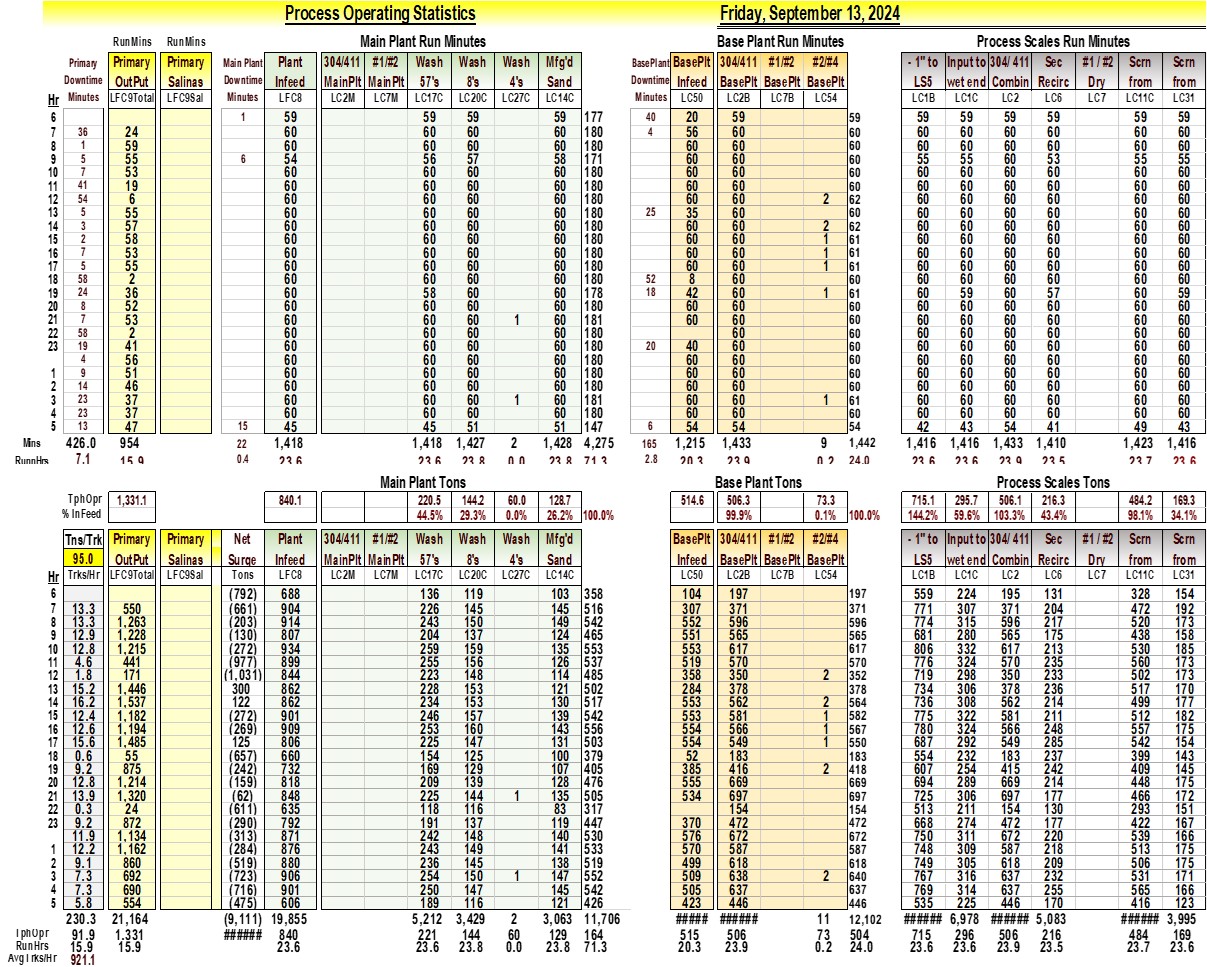 Process Operating Statistics Friday, September 13, 2024
RunMins RunMins Main Plant Run Minutes Base Plant Run Minutes Process Scales Run Minutes
Primary Primary Primary Main Plant Plant 304/411 #1/#2 Wash Wash Wash Mfg'd BasePlant BasePlt 304/411 #1/#2 #2/#4 - 1" to Input to 304/ 411 Sec #1 / #2 Scrn Scrn
Downtime OutPut Salinas Downtime Infeed MainPlt MainPlt 57's 8's 4's Sand Downtime Infeed BasePlt BasePlt BasePlt LS5 wet end Combin Recirc Dry from from
Hr Minutes LFC9Total LFC9Sal Minutes LFC8 LC2M LC7M LC17C LC20C LC27C LC14C Minutes LC50 LC2B LC7B LC54 LC1B LC1C LC2 LC6 LC7 LC11C LC31
6 1 59 59 59 59 177 40 20 59 59 59 59 59 59 59 59
7 36 24 60 60 60 60 180 4 56 60 60 60 60 60 60 60 60
8 1 59 60 60 60 60 180 60 60 60 60 60 60 60 60 60
9 5 55 6 54 56 57 58 171 60 60 60 55 55 60 53 55 55
10 7 53 60 60 60 60 180 60 60 60 60 60 60 60 60 60
11 41 19 60 60 60 60 180 60 60 60 60 60 60 60 60 60
12 54 6 60 60 60 60 180 60 60 2 62 60 60 60 60 60 60
13 5 55 60 60 60 60 180 25 35 60 60 60 60 60 60 60 60
14 3 57 60 60 60 60 180 60 60 2 62 60 60 60 60 60 60
15 2 58 60 60 60 60 180 60 60 1 61 60 60 60 60 60 60
16 7 53 60 60 60 60 180 60 60 1 61 60 60 60 60 60 60
17 5 55 60 60 60 60 180 60 60 1 61 60 60 60 60 60 60
18 58 2 60 60 60 60 180 52 8 60 60 60 60 60 60 60 60
19 24 36 60 58 60 60 178 18 42 60 1 61 60 59 60 57 60 59
20 8 52 60 60 60 60 180 60 60 60 60 60 60 60 60 60
21 7 53 60 60 60 1 60 181 60 60 60 60 60 60 60 60 60
22 58 2 60 60 60 60 180 60 60 60 60 60 60 60 60
23 19 41 60 60 60 60 180 20 40 60 60 60 60 60 60 60 60
4 56 60 60 60 60 180 60 60 60 60 60 60 60 60 60
1 9 51 60 60 60 60 180 60 60 60 60 60 60 60 60 60
2 14 46 60 60 60 60 180 60 60 60 60 60 60 60 60 60
3 23 37 60 60 60 1 60 181 60 60 1 61 60 60 60 60 60 60
4 23 37 60 60 60 60 180 60 60 60 60 60 60 60 60 60
5 13 47 15 45 45 51 51 147 6 54 54 54 42 43 54 41 49 43
Mins 426.0 954 22 1,418 1,418 1,427 2 1,428 4,275 165 1,215 1,433 9 1,442 1,416 1,416 1,433 1,410 1,423 1,416
RunnHrs 7.1 15.9 0.4 23.6 23.6 23.8 0.0 23.8 71.3 2.8 20.3 23.9 0.2 24.0 23.6 23.6 23.9 23.5 23.7 23.6
Main Plant Tons Base Plant Tons Process Scales Tons
TphOpr 1,331.1 840.1 220.5 144.2 60.0 128.7 514.6 506.3 73.3 715.1 295.7 506.1 216.3 484.2 169.3
% InFeed 44.5% 29.3% 0.0% 26.2% 100.0% 99.9% 0.1% 100.0% 144.2% 59.6% 103.3% 43.4% 98.1% 34.1%
Tns/Trk Primary Primary Net Plant 304/411 #1/#2 Wash Wash Wash Mfg'd BasePlt 304/411 #1/#2 #2/#4 - 1" to Input to 304/ 411 Sec #1 / #2 Scrn Scrn
95.0 OutPut Salinas Surge Infeed MainPlt MainPlt 57's 8's 4's Sand Infeed BasePlt BasePlt BasePlt LS5 wet end Combin Recirc Dry from from
Hr Trks/Hr LFC9Total LFC9Sal Tons LFC8 LC2M LC7M LC17C LC20C LC27C LC14C LC50 LC2B LC7B LC54 LC1B LC1C LC2 LC6 LC7 LC11C LC31
6 (792) 688 136 119 103 358 104 197 197 559 224 195 131 328 154
7 13.3 550 (661) 904 226 145 145 516 307 371 371 771 307 371 204 472 192
8 13.3 1,263 (203) 914 243 150 149 542 552 596 596 774 315 596 217 520 173
9 12.9 1,228 (130) 807 204 137 124 465 551 565 565 681 280 565 175 438 158
10 12.8 1,215 (272) 934 259 159 135 553 553 617 617 806 332 617 213 530 185
11 4.6 441 (977) 899 255 156 126 537 519 570 570 776 324 570 235 560 173
12 1.8 171 (1,031) 844 223 148 114 485 358 350 2 352 719 298 350 233 502 173
13 15.2 1,446 300 862 228 153 121 502 284 378 378 734 306 378 236 517 170
14 16.2 1,537 122 862 234 153 130 517 553 562 2 564 736 308 562 214 499 177
15 12.4 1,182 (272) 901 246 157 139 542 553 581 1 582 775 322 581 211 512 182
16 12.6 1,194 (269) 909 253 160 143 556 554 566 1 567 780 324 566 248 557 175
17 15.6 1,485 125 806 225 147 131 503 554 549 1 550 687 292 549 285 542 154
18 0.6 55 (657) 660 154 125 100 379 52 183 183 554 232 183 237 399 143
19 9.2 875 (242) 732 169 129 107 405 385 416 2 418 607 254 415 242 409 145
20 12.8 1,214 (159) 818 209 139 128 476 555 669 669 694 289 669 214 448 175
21 13.9 1,320 (62) 848 225 144 1 135 505 534 697 697 725 306 697 177 466 172
22 0.3 24 (611) 635 118 116 83 317 154 154 513 211 154 130 293 151
23 9.2 872 (290) 792 191 137 119 447 370 472 472 668 274 472 177 422 167
11.9 1,134 (313) 871 242 148 140 530 576 672 672 750 311 672 220 539 166
1 12.2 1,162 (284) 876 243 149 141 533 570 587 587 748 309 587 218 513 175
2 9.1 860 (519) 880 236 145 138 519 499 618 618 749 305 618 209 506 175
3 7.3 692 (723) 906 254 150 1 147 552 509 638 2 640 767 316 637 232 531 171
4 7.3 690 (716) 901 250 147 145 542 505 637 637 769 314 637 255 565 166
5 5.8 554 (475) 606 189 116 121 426 423 446 446 535 225 446 170 416 123
230.3 21,164 (9,111) 19,855 5,212 3,429 2 3,063 11,706 ##### ###### 11 12,102 ###### 6,978 ###### 5,083 ###### 3,995
TphOpr 91.9 1,331 ###### 840 221 144 60 129 164 515 506 73 504 715 296 506 216 484 169
RunHrs 15.9 15.9 23.6 23.6 23.8 0.0 23.8 71.3 20.3 23.9 0.2 24.0 23.6 23.6 23.9 23.5 23.7 23.6
AvgTrks/Hr 921.1